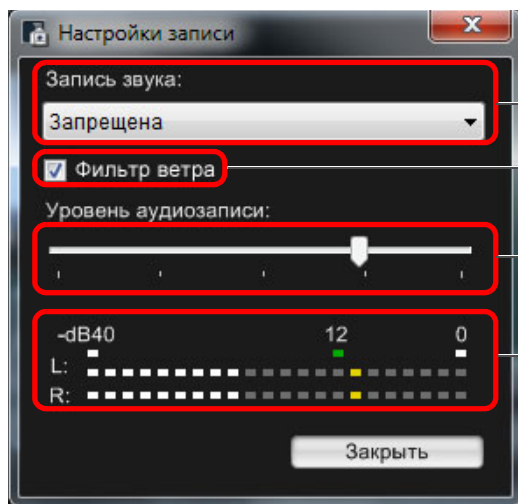 Настройки записи
Запись звука:
Запрещена
Фильтр ветра
Уровень аудиозаписи:
-dB40 12 0
L:
R:
Закрыть